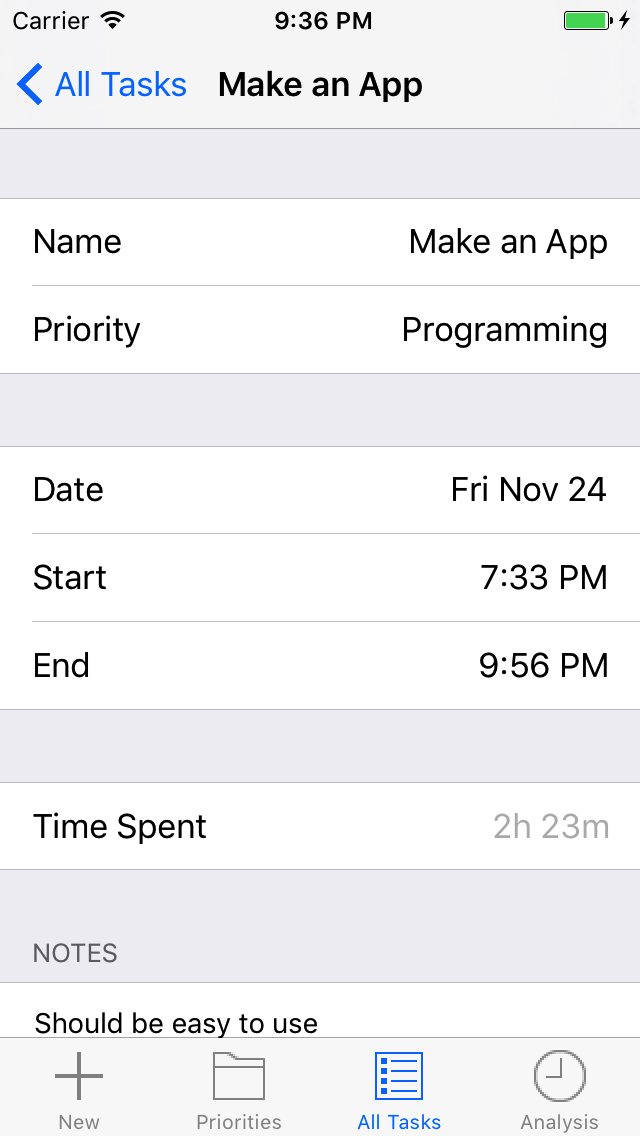 Carrier 9:36 PM
All Tasks Make an App
Name Make an App
Priority Programming
Date Fri Nov 24
Start 7:33 PM
End 9:56 PM
Time Spent 2h 23m
NOTES
Should be easy to use
New Priorities All Tasks Analysis